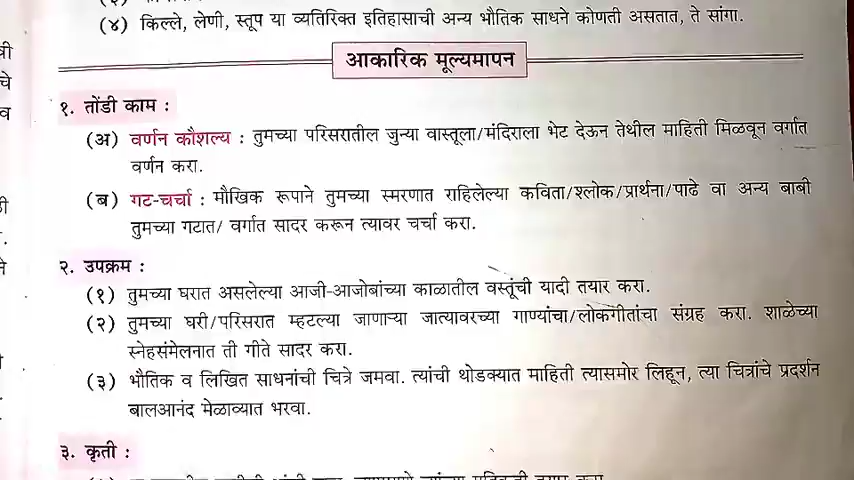 (४) किल्ले, लेणी, स्तूप या व्यतिरिक्त इतिहासाची अन्य भौतिक साधने कोणती असतात, ते सांगा.
आकारिक मूल्यमापन
१. तोंडी काम :
(अ) वर्णन कौशल्य : तुमच्या परिसरातील जुन्या वास्तूला/मंदिराला भेट देऊन तेथील माहिती मिळवून वर्गात
वर्णन करा.
(ब) गट-चर्चा : मौखिक रूपाने तुमच्या स्मरणात राहिलेल्या कविता/श्लोक/प्रार्थना/पाढे वा अन्य बाबी
तुमच्या गटात/ वर्गात सादर करून त्यावर चर्चा करा.
२. उपक्रम :
(१) तुमच्या घरात असलेल्या आजी-आजोबांच्या काळातील वस्तूंची यादी तयार करा.
(२) तुमच्या घरी/परिसरात म्हटल्या जाणाऱ्या जात्यावरच्या गाण्यांचा/लोकगीतांचा संग्रह करा. शाळेच्या
स्नेहसंमेलनात ती गीते सादर करा.
(३) भौतिक व लिखित साधनांची चित्रे जमवा. त्यांची थोडक्यात माहिती त्यासमोर लिहून, त्या चित्रांचे प्रदर्शन
बालआनंद मेळाव्यात भरवा.
३. कृती :